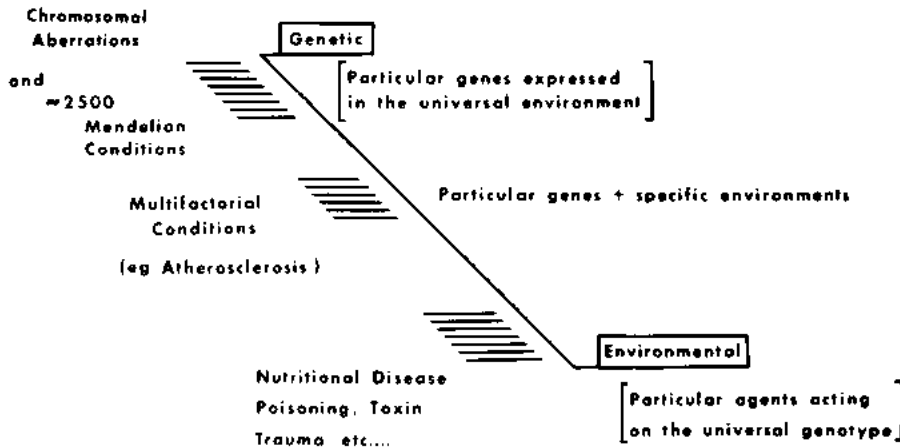 Chromosomal
Aberrations
and
≈2500
Mendelian
Conditions
Genetic
[Particular genes expressed
in the universal environment]
Multifactorial
Conditions
(eg Atherosclerosis)
Particular genes + specific environments
Nutritional Disease
Poisoning, Toxin
Trauma etc....
Environmental
[Particular agents acting
on the universal genotype]